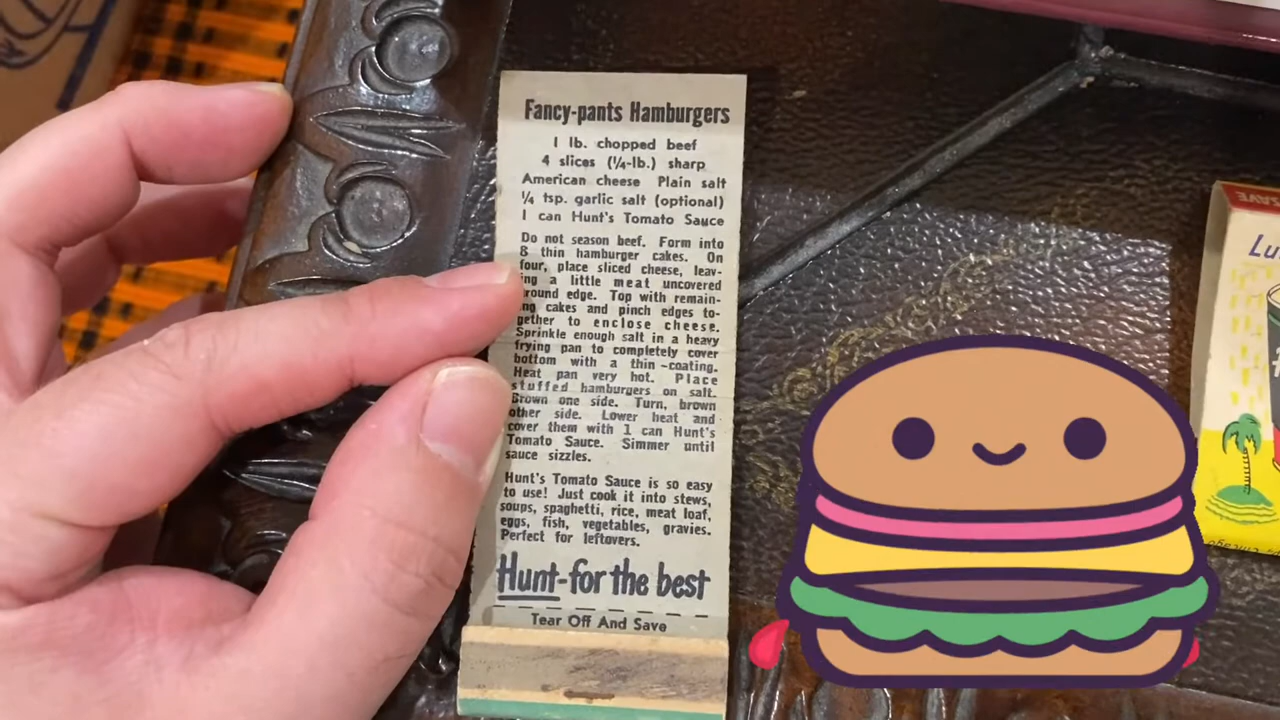 Fancy-pants Hamburgers
1 lb. chopped beef
4 slices (¼-lb.) sharp
American cheese Plain salt
¼ tsp. garlic salt (optional)
1 can Hunt's Tomato Sauce
Do not season beef. Form into
8 thin hamburger cakes. On
four, place sliced cheese, leav-
ing a little meat uncovered
around edge. Top with remain-
ing cakes and pinch edges to-
gether to enclose cheese.
Sprinkle enough salt in a heavy
frying pan to completely cover
bottom with a thin coating.
Heat pan very hot. Place
stuffed hamburgers on salt.
Brown one side. Turn, brown
other side. Lower heat and
cover them with 1 can Hunt's
Tomato Sauce. Simmer until
sauce sizzles.
Hunt's Tomato Sauce is so easy
to use! Just cook it into stews,
soups, spaghetti, rice, meat loaf,
eggs, fish, vegetables, gravies.
Perfect for leftovers.
Hunt-for the best
Tear Off And Save
SAVE